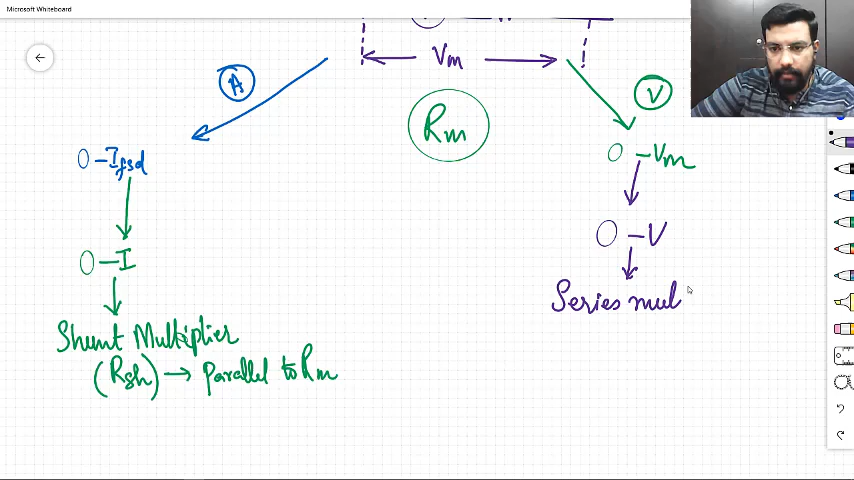 Microsoft Whiteboard
Vm
A
V
Rm
0 - Ifsd
0 - Vm
0 - I
0 - V
Series mul
Shunt Multiplier
(Rsh) → parallel to Rm